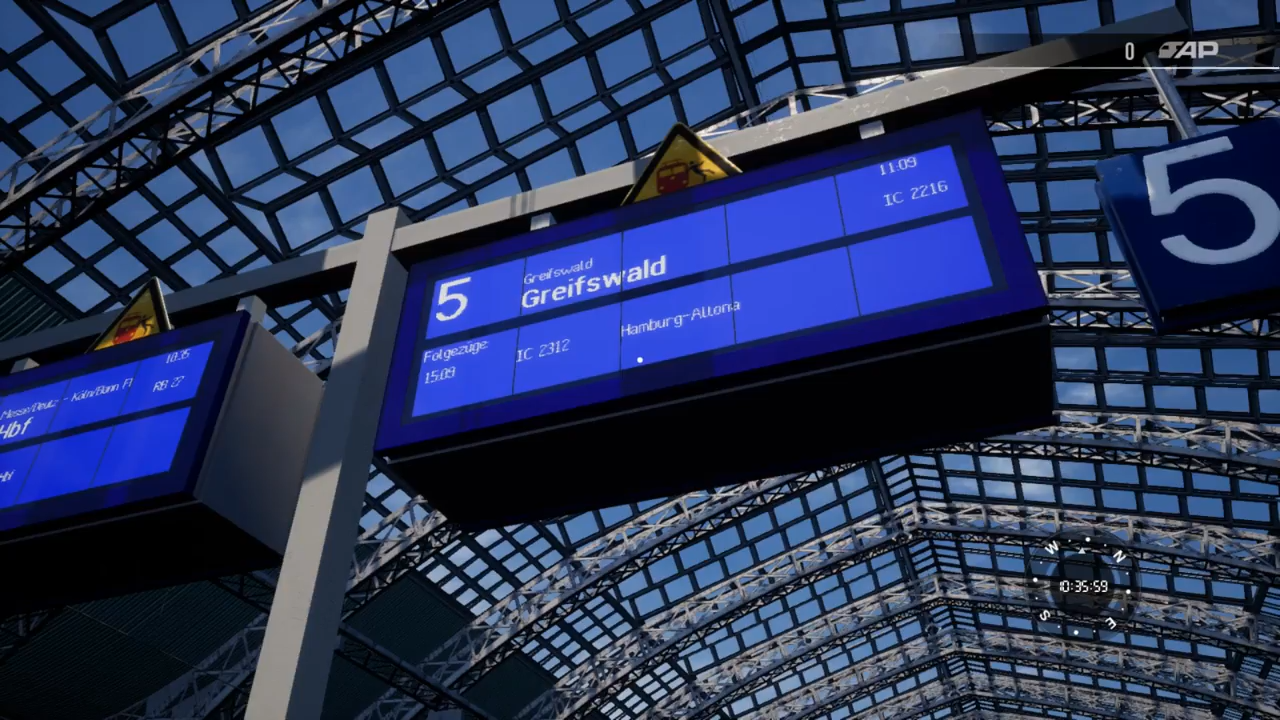 0 AP
5
11:09
IC 2216
Greifswald
Greifswald
5
Folgezüge
15:09
IC 2312
Hamburg-Altona
10:35
Messe/Deutz - Köln/Bonn Fl
RB 27
Hbf
Hbf
W N
10:35:59
S E